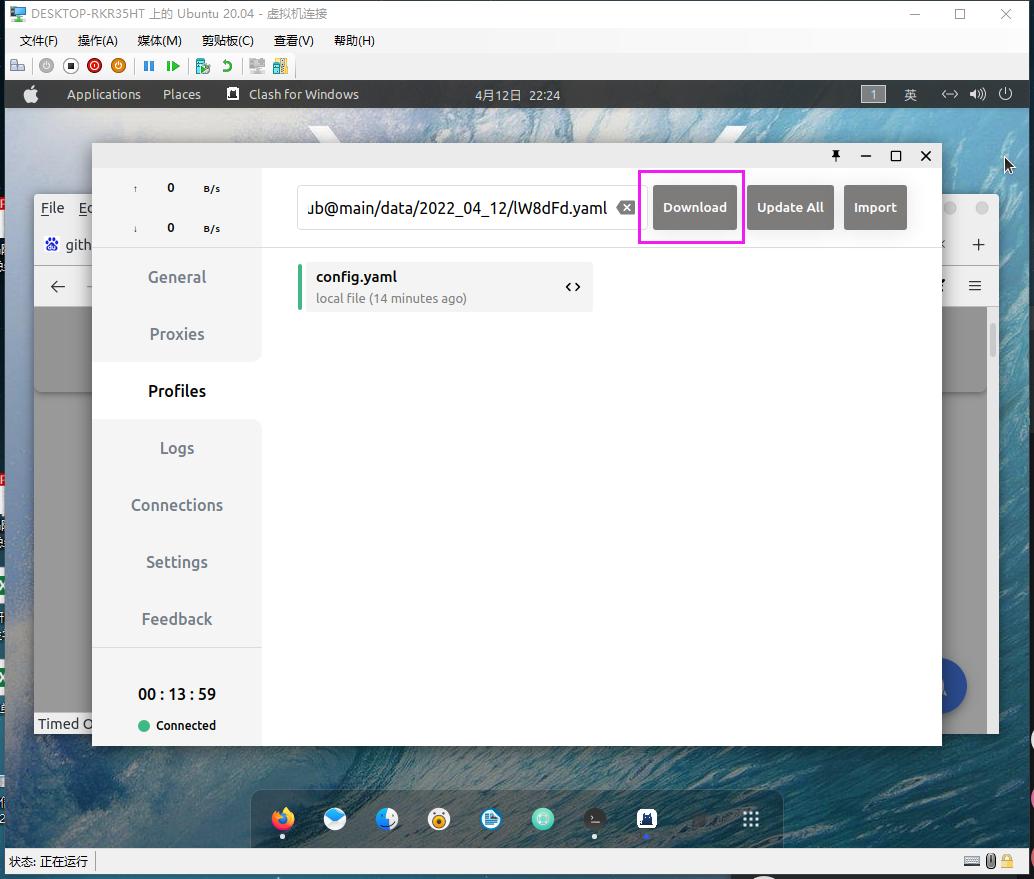 DESKTOP-RKR35HT 上的 Ubuntu 20.04 - 虚拟机连接
文件(F) 操作(A) 媒体(M) 剪贴板(C) 查看(V) 帮助(H)
Applications Places Clash for Windows 4月12日 22:24 1 英
↑ 0 B/s
↓ 0 B/s
ub@main/data/2022_04_12/lW8dFd.yaml Download Update All Import
File Ed
gith
General
Proxies
Profiles
Logs
Connections
Settings
Feedback
config.yaml
local file (14 minutes ago)
00 : 13 : 59
Connected
Timed O
状态: 正在运行